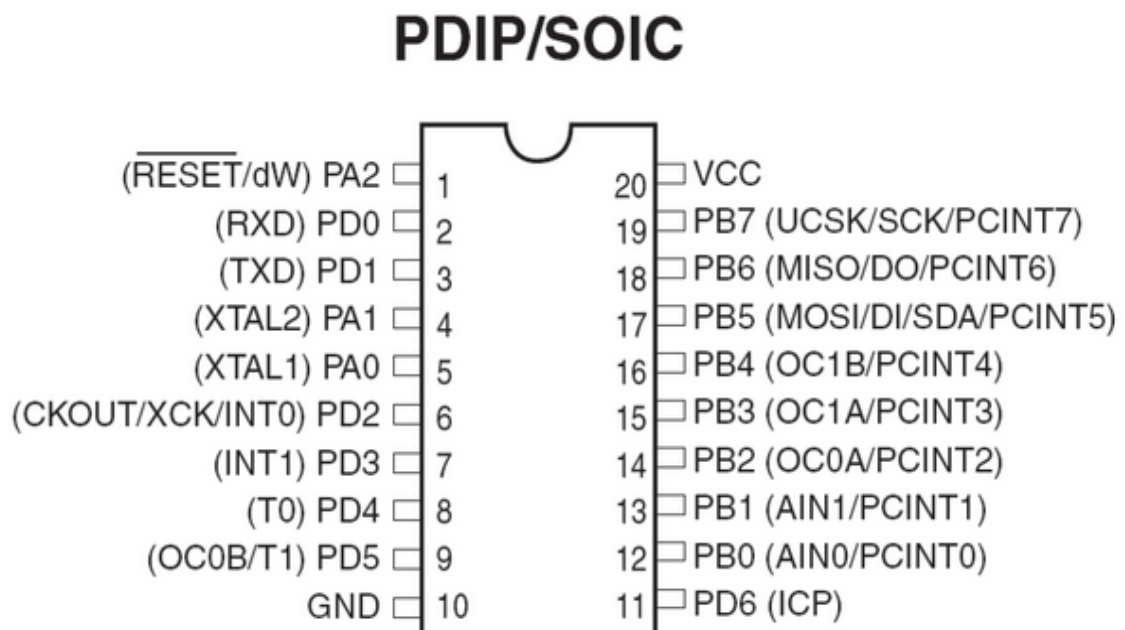 PDIP/SOIC
(RESET/dW) PA2 1 20 VCC
(RXD) PD0 2 19 PB7 (UCSK/SCK/PCINT7)
(TXD) PD1 3 18 PB6 (MISO/DO/PCINT6)
(XTAL2) PA1 4 17 PB5 (MOSI/DI/SDA/PCINT5)
(XTAL1) PA0 5 16 PB4 (OC1B/PCINT4)
(CKOUT/XCK/INT0) PD2 6 15 PB3 (OC1A/PCINT3)
(INT1) PD3 7 14 PB2 (OC0A/PCINT2)
(T0) PD4 8 13 PB1 (AIN1/PCINT1)
(OC0B/T1) PD5 9 12 PB0 (AIN0/PCINT0)
GND 10 11 PD6 (ICP)